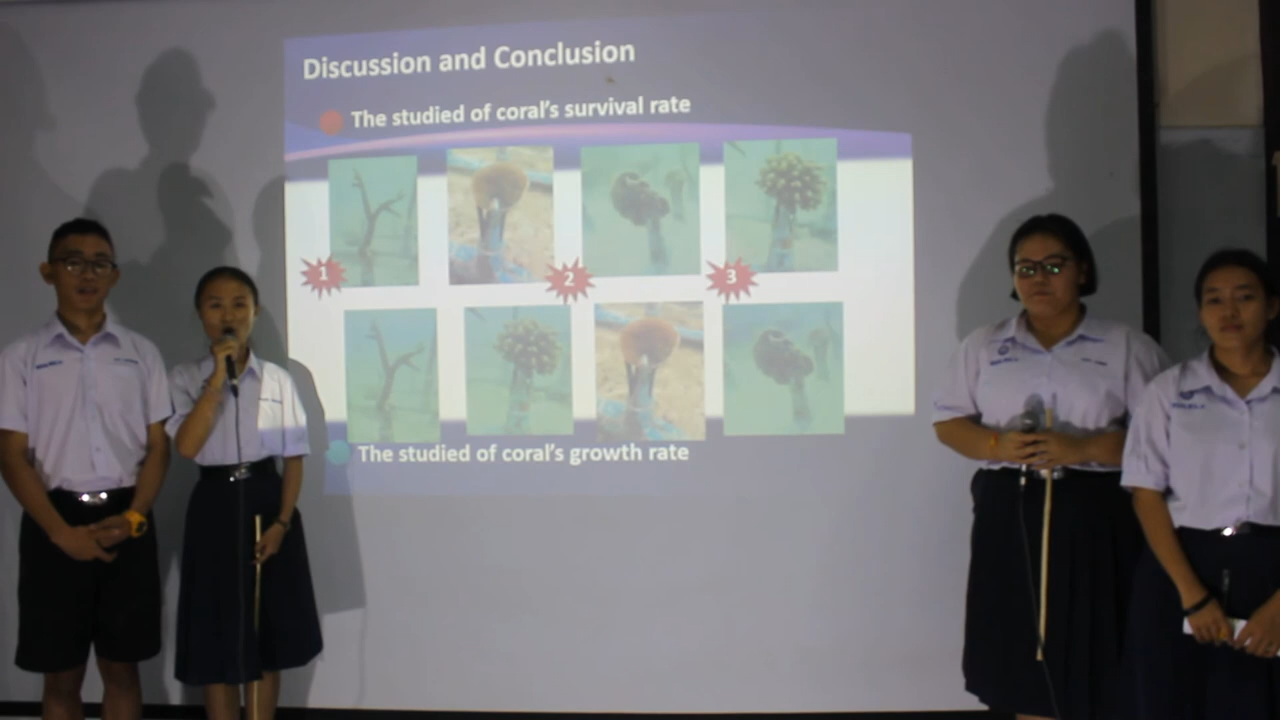 Discussion and Conclusion
The studied of coral's survival rate
1
2
3
The studied of coral's growth rate